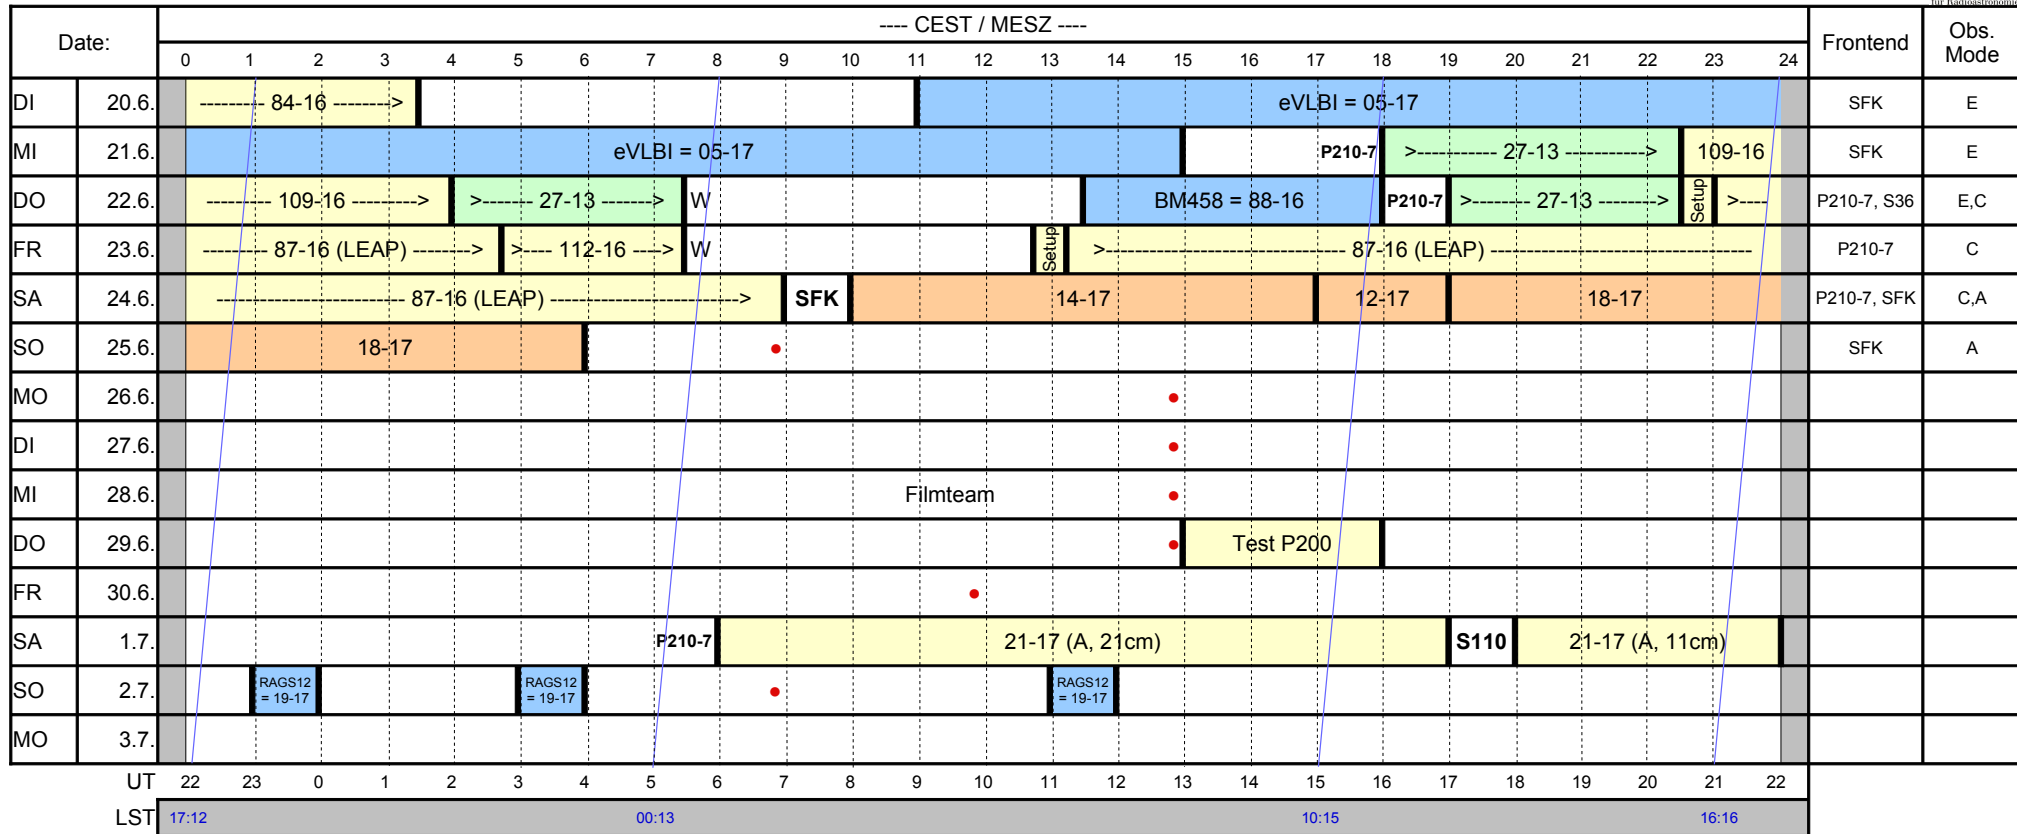 für Radioastronomie
Date: ---- CEST / MESZ ---- Frontend Obs. Mode
0 1 2 3 4 5 6 7 8 9 10 11 12 13 14 15 16 17 18 19 20 21 22 23 24
DI 20.6. --------- 84-16 --------> eVLBI = 05-17 SFK E
MI 21.6. eVLBI = 05-17 P210-7 >----------- 27-13 -----------> 109-16 SFK E
DO 22.6. --------- 109-16 ---------> >------- 27-13 -------> W BM458 = 88-16 P210-7 >-------- 27-13 --------> Setup >----- P210-7, S36 E,C
FR 23.6. --------- 87-16 (LEAP) --------> >---- 112-16 ----> W Setup >--------------------------- 87-16 (LEAP) --------------------------- P210-7 C
SA 24.6. --------------------- 87-16 (LEAP) ---------------------> SFK 14-17 12-17 18-17 P210-7, SFK C,A
SO 25.6. 18-17 SFK A
MO 26.6.
DI 27.6.
MI 28.6. Filmteam
DO 29.6. Test P200
FR 30.6.
SA 1.7. P210-7 21-17 (A, 21cm) S110 21-17 (A, 11cm)
SO 2.7. RAGS12 = 19-17 RAGS12 = 19-17 RAGS12 = 19-17
MO 3.7.
UT 22 23 0 1 2 3 4 5 6 7 8 9 10 11 12 13 14 15 16 17 18 19 20 21 22
LST 17:12 00:13 10:15 16:16